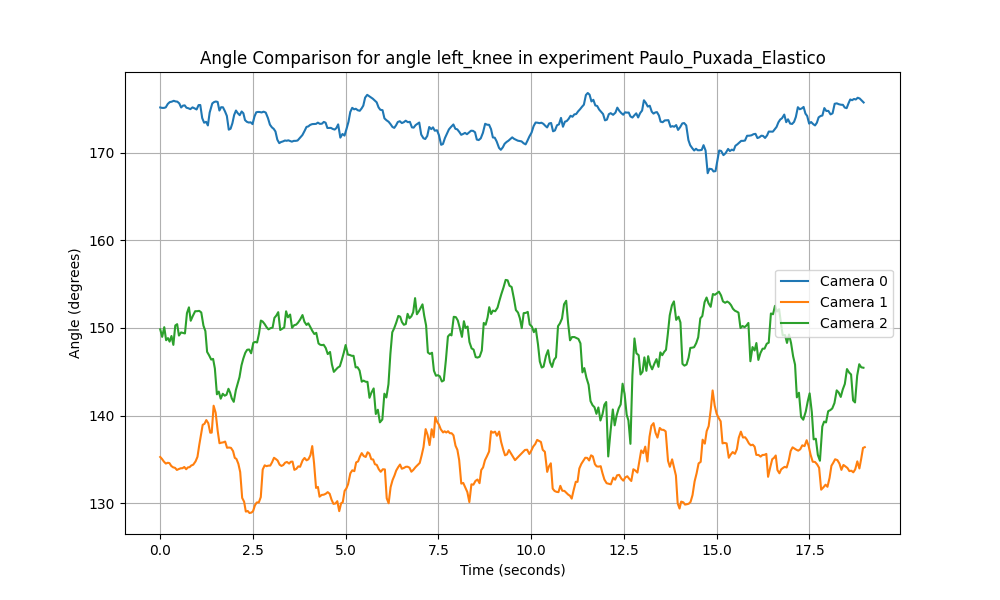 Angle Comparison for angle left_knee in experiment Paulo_Puxada_Elastico
Angle (degrees)
170
160
150
140
130
Camera 0
Camera 1
Camera 2
0.0 2.5 5.0 7.5 10.0 12.5 15.0 17.5
Time (seconds)